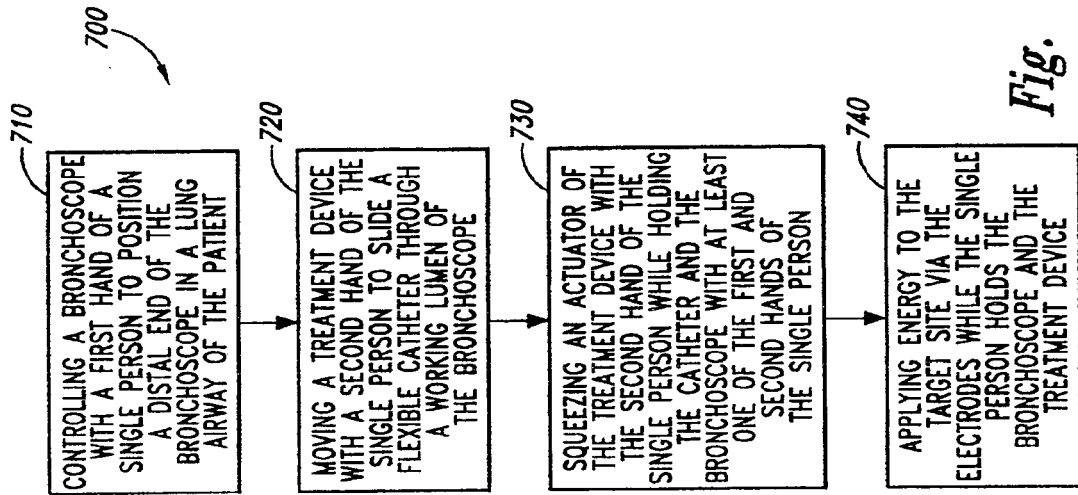 700
710
CONTROLLING A BRONCHOSCOPE
WITH A FIRST HAND OF A
SINGLE PERSON TO POSITION
A DISTAL END OF THE
BRONCHOSCOPE IN A LUNG
AIRWAY OF THE PATIENT
720
MOVING A TREATMENT DEVICE
WITH A SECOND HAND OF THE
SINGLE PERSON TO SLIDE A
FLEXIBLE CATHETER THROUGH
A WORKING LUMEN OF
THE BRONCHOSCOPE
730
SQUEEZING AN ACTUATOR OF
THE TREATMENT DEVICE WITH
THE SECOND HAND OF THE
SINGLE PERSON WHILE HOLDING
THE CATHETER AND THE
BRONCHOSCOPE WITH AT LEAST
ONE OF THE FIRST AND
SECOND HANDS OF
THE SINGLE PERSON
740
APPLYING ENERGY TO THE
TARGET SITE VIA THE
ELECTRODES WHILE THE SINGLE
PERSON HOLDS THE
BRONCHOSCOPE AND THE
TREATMENT DEVICE
Fig.